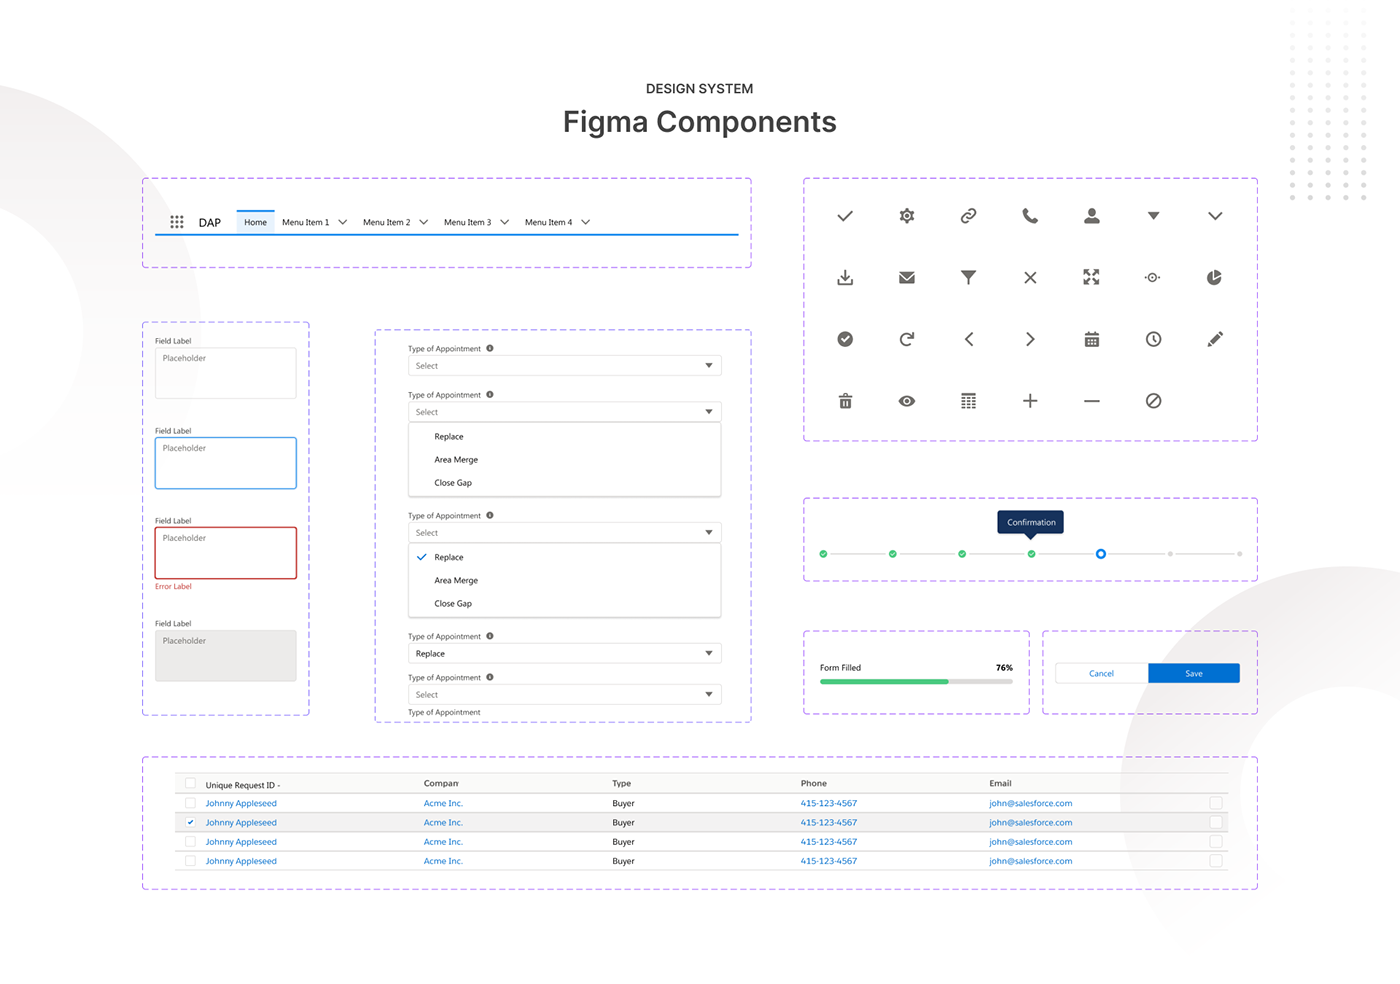 DESIGN SYSTEM
Figma Components
DAP Home Menu Item 1 Menu Item 2 Menu Item 3 Menu Item 4
Field Label
Placeholder
Field Label
Placeholder
Field Label
Placeholder
Error Label
Field Label
Placeholder
Type of Appointment
Select
Type of Appointment
Select
Replace
Area Merge
Close Gap
Type of Appointment
Select
Replace
Area Merge
Close Gap
Type of Appointment
Replace
Type of Appointment
Select
Type of Appointment
Confirmation
Form Filled 76%
Cancel Save
Unique Request ID - Company Type Phone Email
Johnny Appleseed Acme Inc. Buyer 415-123-4567 john@salesforce.com
Johnny Appleseed Acme Inc. Buyer 415-123-4567 john@salesforce.com
Johnny Appleseed Acme Inc. Buyer 415-123-4567 john@salesforce.com
Johnny Appleseed Acme Inc. Buyer 415-123-4567 john@salesforce.com